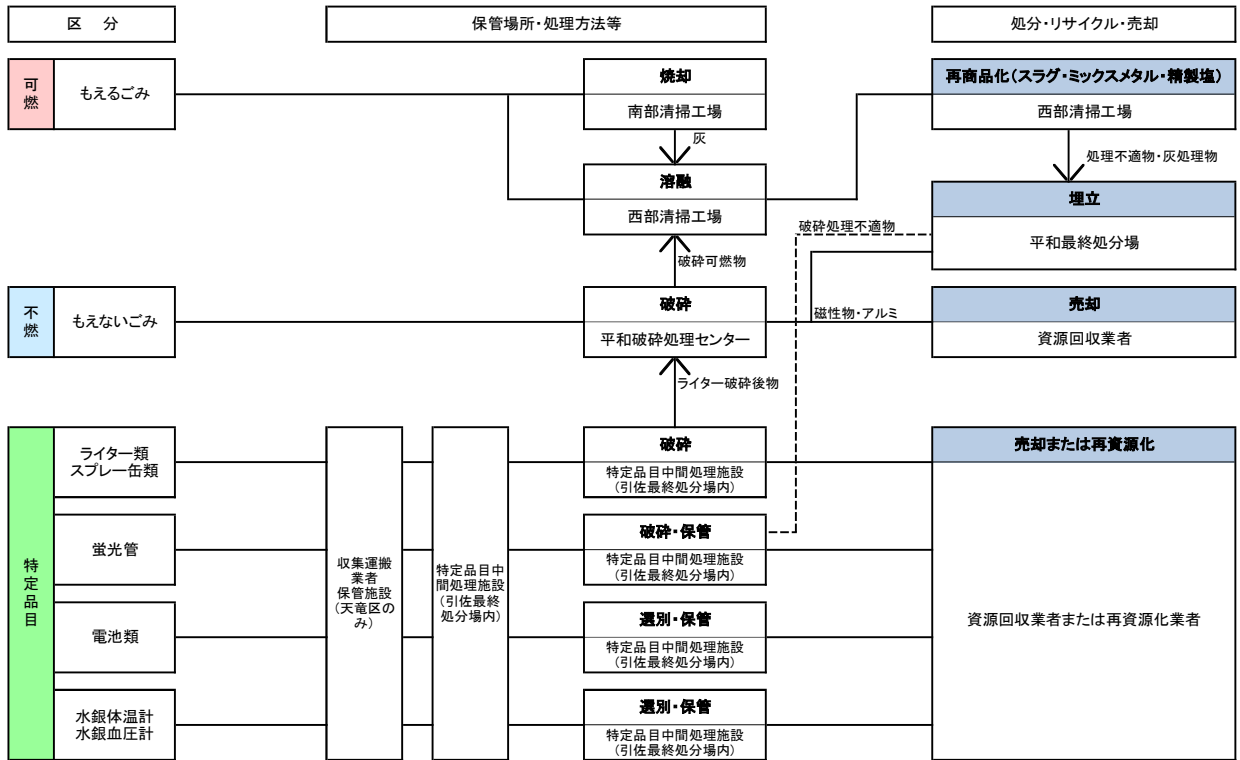 区　分
保管場所・処理方法等
処分・リサイクル・売却
可燃
もえるごみ
焼却
南部清掃工場
灰
溶融
西部清掃工場
再商品化(スラグ・ミックスメタル・精製塩)
西部清掃工場
処理不適物・灰処理物
埋立
平和最終処分場
破砕処理不適物
破砕可燃物
不燃
もえないごみ
破砕
平和破砕処理センター
磁性物・アルミ
売却
資源回収業者
ライター破砕後物
特定品目
ライター類
スプレー缶類
蛍光管
電池類
水銀体温計
水銀血圧計
収集運搬
業者
保管施設
(天竜区の
み)
特定品目中
間処理施設
(引佐最終
処分場内)
破砕
特定品目中間処理施設
(引佐最終処分場内)
破砕・保管
特定品目中間処理施設
(引佐最終処分場内)
選別・保管
特定品目中間処理施設
(引佐最終処分場内)
選別・保管
特定品目中間処理施設
(引佐最終処分場内)
売却または再資源化
資源回収業者または再資源化業者